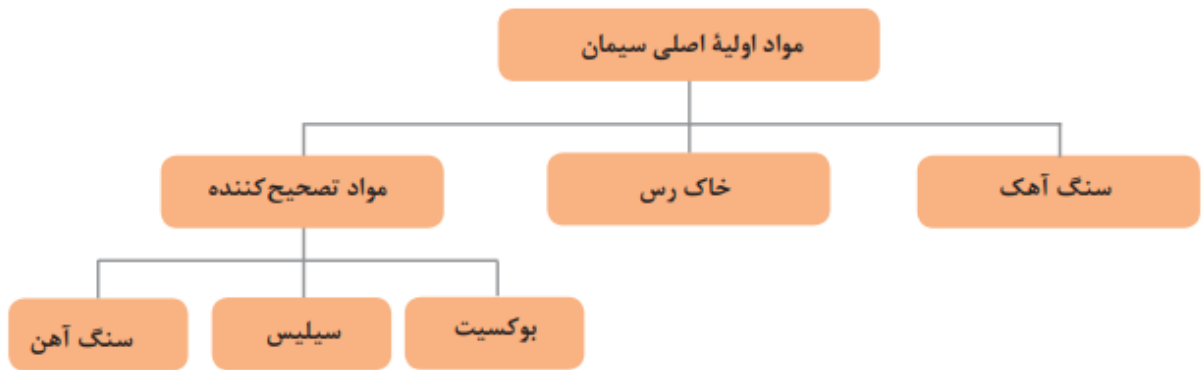 مواد اولیهٔ اصلی سیمان
سنگ آهک
خاک رس
مواد تصحیح‌کننده
بوکسیت
سیلیس
سنگ آهن